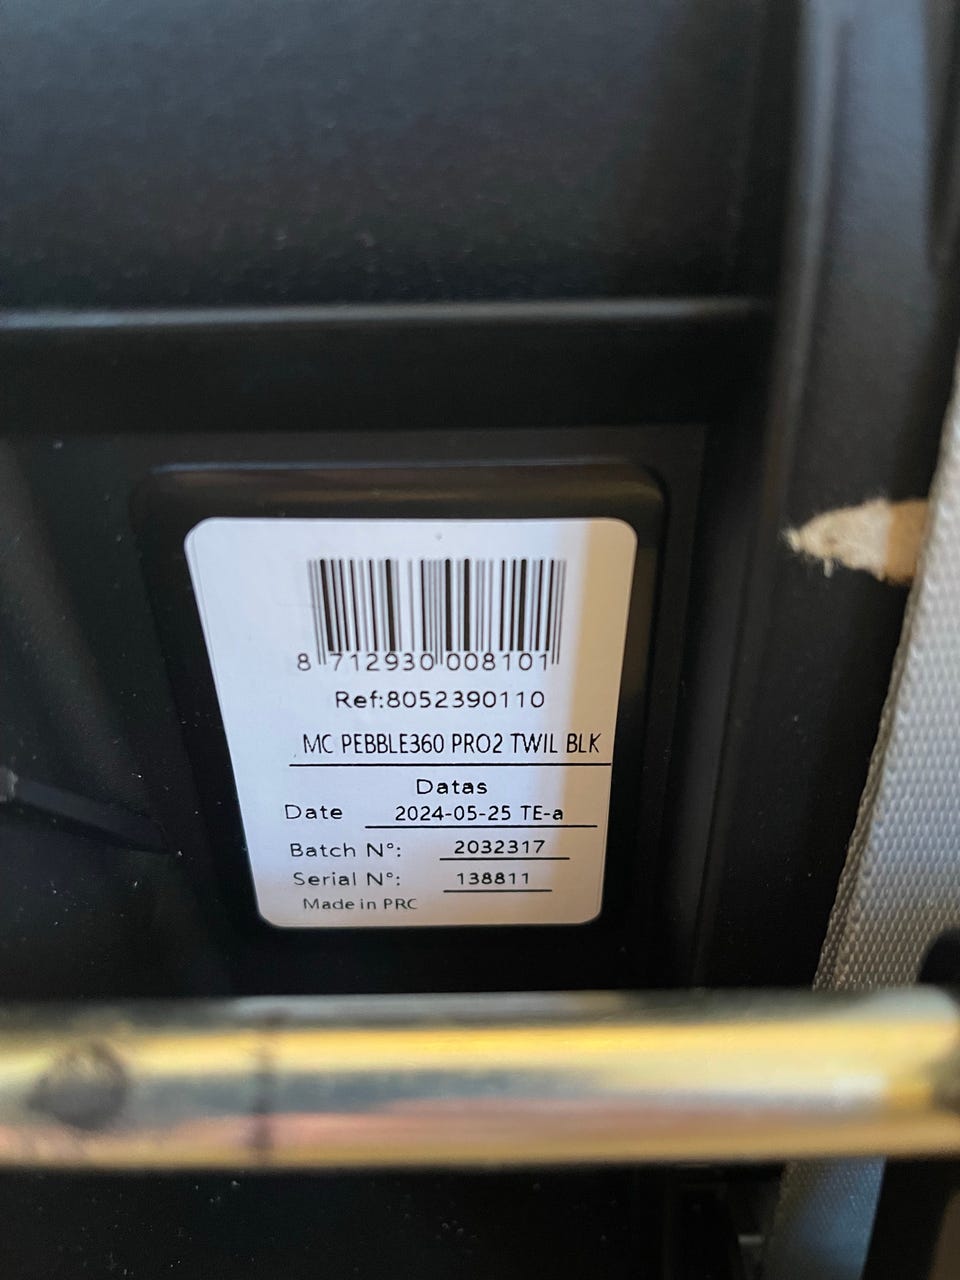 8 712930 008101
Ref:8052390110
MC PEBBLE360 PRO2 TWIL BLK
Datas
Date 2024-05-25 TE-a
Batch N°: 2032317
Serial N°: 138811
Made in PRC